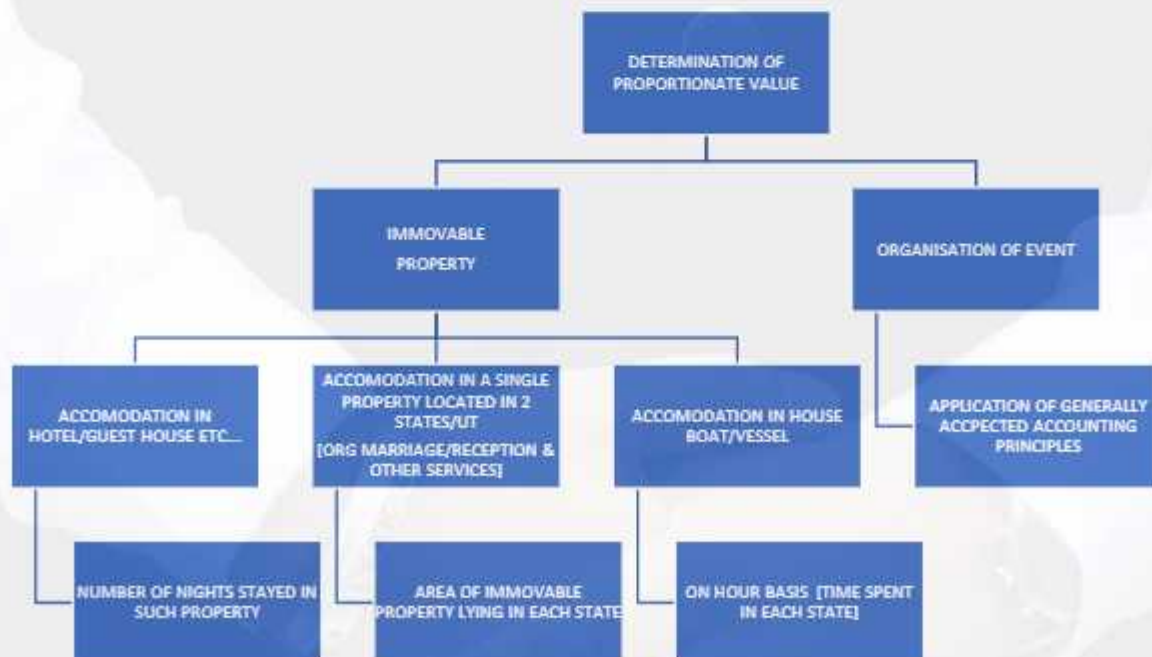 DETERMINATION OF
PROPORTIONATE VALUE
IMMOVABLE
PROPERTY
ORGANISATION OF EVENT
ACCOMODATION IN
HOTEL/GUEST HOUSE ETC...
ACCOMODATION IN A SINGLE
PROPERTY LOCATED IN 2
STATES/UT
[ORG MARRIAGE/RECEPTION &
OTHER SERVICES]
ACCOMODATION IN HOUSE
BOAT/VESSEL
APPLICATION OF GENERALLY
ACCPECTED ACCOUNTING
PRINCIPLES
NUMBER OF NIGHTS STAYED IN
SUCH PROPERTY
AREA OF IMMOVABLE
PROPERTY LYING IN EACH STATE
ON HOUR BASIS [TIME SPENT
IN EACH STATE]